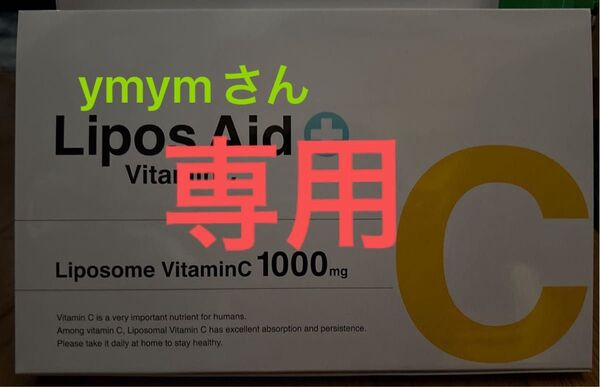 ymymさん
Lipos Aid
専用
Vitamin C
Liposome VitaminC 1000mg
C
Vitamin C is a very important nutrient for humans.
Among vitamin C, Liposomal Vitamin C has excellent absorption and persistence.
Please take it daily at home to stay healthy.